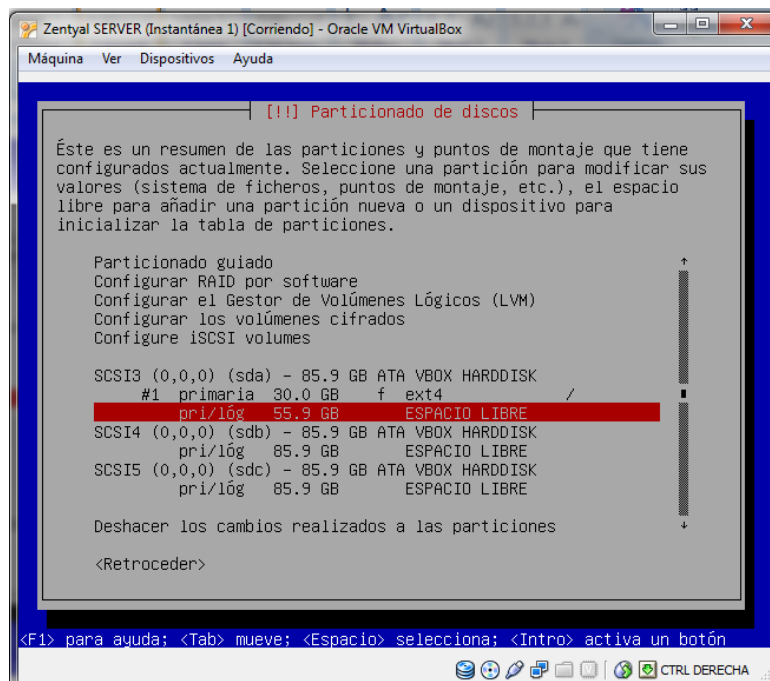 Zentyal SERVER (Instantánea 1) [Corriendo] - Oracle VM VirtualBox
Máquina Ver Dispositivos Ayuda
[!!] Particionado de discos
Éste es un resumen de las particiones y puntos de montaje que tiene
configurados actualmente. Seleccione una partición para modificar sus
valores (sistema de ficheros, puntos de montaje, etc.), el espacio
libre para añadir una partición nueva o un dispositivo para
inicializar la tabla de particiones.
Particionado guiado
Configurar RAID por software
Configurar el Gestor de Volúmenes Lógicos (LVM)
Configurar los volúmenes cifrados
Configure iSCSI volumes
SCSI3 (0,0,0) (sda) - 85.9 GB ATA VBOX HARDDISK
#1 primaria 30.0 GB f ext4 /
pri/lóg 55.9 GB ESPACIO LIBRE
SCSI4 (0,0,0) (sdb) - 85.9 GB ATA VBOX HARDDISK
pri/lóg 85.9 GB ESPACIO LIBRE
SCSI5 (0,0,0) (sdc) - 85.9 GB ATA VBOX HARDDISK
pri/lóg 85.9 GB ESPACIO LIBRE
Deshacer los cambios realizados a las particiones
<Retroceder>
<F1> para ayuda; <Tab> mueve; <Espacio> selecciona; <Intro> activa un botón
CTRL DERECHA